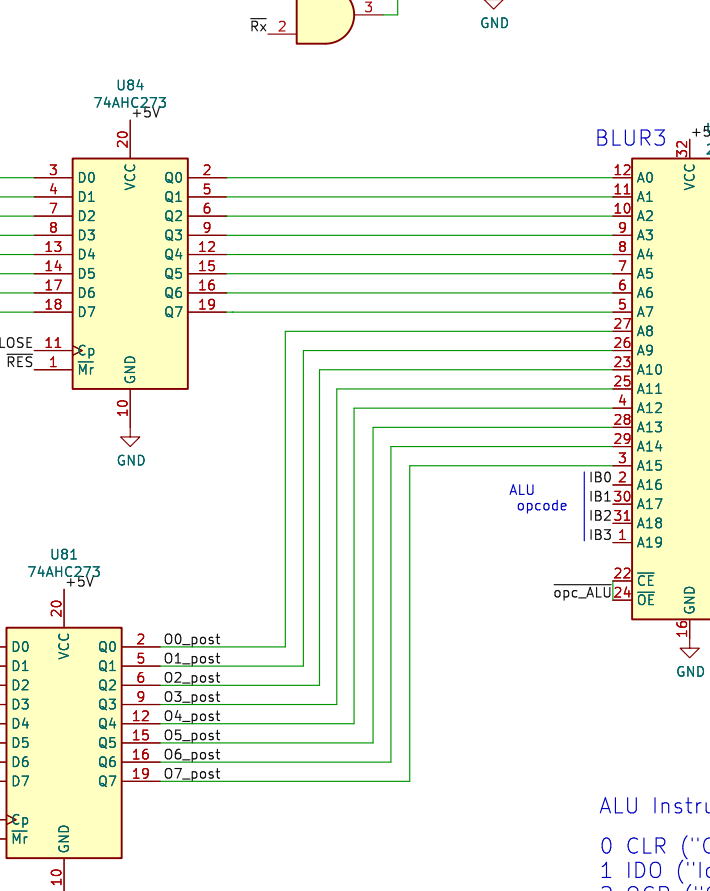 Rx 2
3
GND
U84
74AHC273
+5V
20
VCC
3 D0 Q0 2
4 D1 Q1 5
7 D2 Q2 6
8 D3 Q3 9
13 D4 Q4 12
14 D5 Q5 15
17 D6 Q6 16
18 D7 Q7 19
LOSE 11 Cp
RES 1 Mr
GND
10
GND
BLUR3
+5
32
VCC
12 A0
11 A1
10 A2
9 A3
8 A4
7 A5
6 A6
5 A7
27 A8
26 A9
23 A10
25 A11
4 A12
28 A13
29 A14
3 A15
ALU
opcode
IB0 2 A16
IB1 30 A17
IB2 31 A18
IB3 1 A19
22 CE
opc_ALU 24 OE
GND
16
GND
U81
74AHC273
+5V
20
VCC
D0 Q0 2 O0_post
D1 Q1 5 O1_post
D2 Q2 6 O2_post
D3 Q3 9 O3_post
D4 Q4 12 O4_post
D5 Q5 15 O5_post
D6 Q6 16 O6_post
D7 Q7 19 O7_post
Cp
Mr
GND
10
ALU Instru
0 CLR ("C
1 IDO ("Id